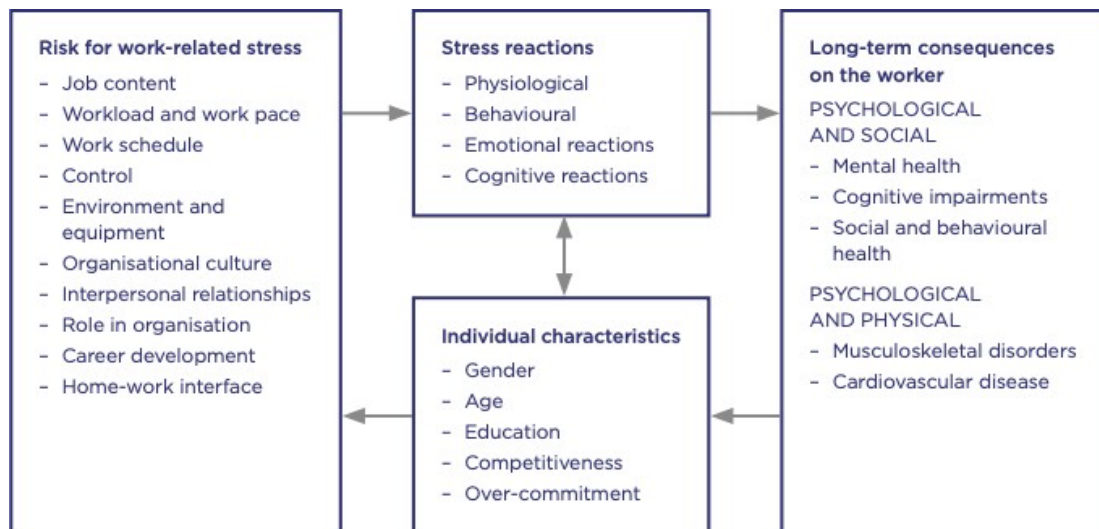 Risk for work-related stress
– Job content
– Workload and work pace
– Work schedule
– Control
– Environment and
equipment
– Organisational culture
– Interpersonal relationships
– Role in organisation
– Career development
– Home-work interface
Stress reactions
– Physiological
– Behavioural
– Emotional reactions
– Cognitive reactions
Individual characteristics
– Gender
– Age
– Education
– Competitiveness
– Over-commitment
Long-term consequences
on the worker
PSYCHOLOGICAL
AND SOCIAL
– Mental health
– Cognitive impairments
– Social and behavioural
health
PSYCHOLOGICAL
AND PHYSICAL
– Musculoskeletal disorders
– Cardiovascular disease